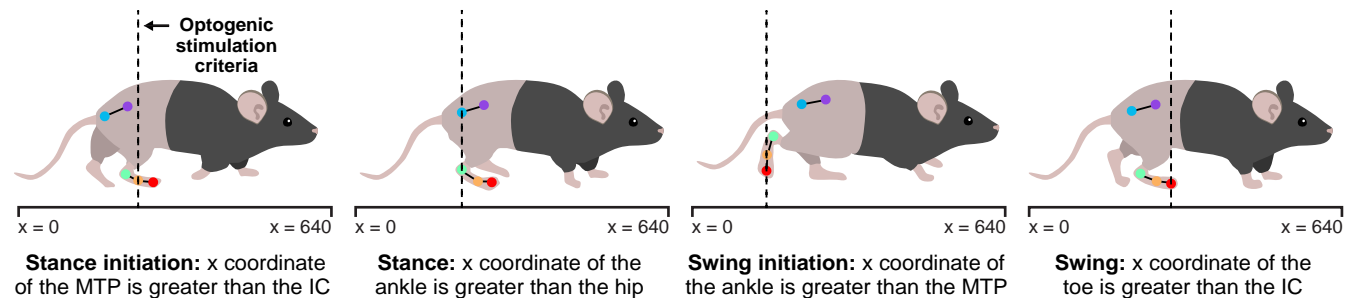 Optogenic
stimulation
criteria
x = 0
x = 640
x = 0
x = 640
x = 0
x = 640
x = 0
x = 640
Stance initiation: x coordinate
of the MTP is greater than the IC
Stance: x coordinate of the
ankle is greater than the hip
Swing initiation: x coordinate of
the ankle is greater than the MTP
Swing: x coordinate of the
toe is greater than the IC